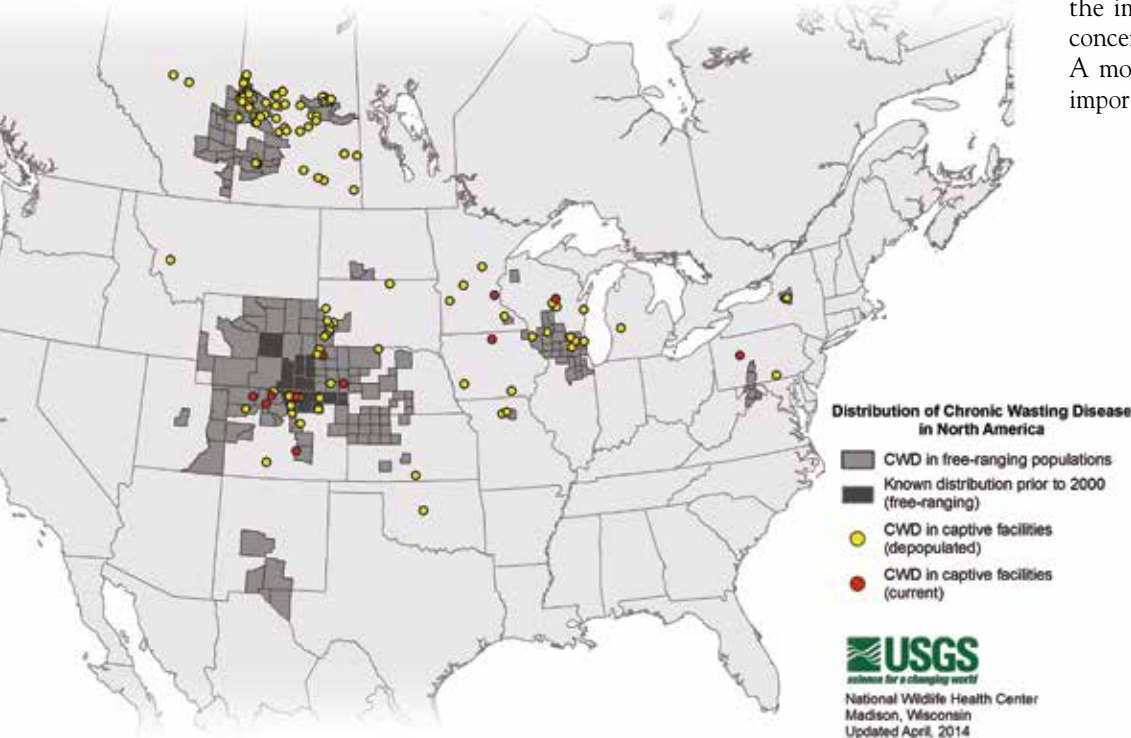 the in
concer
A mo
impor
Distribution of Chronic Wasting Disease
in North America
CWD in free-ranging populations
Known distribution prior to 2000
(free-ranging)
CWD in captive facilities
(depopulated)
CWD in captive facilities
(current)
USGS
science for a changing world
National Wildlife Health Center
Madison, Wisconsin
Updated April, 2014